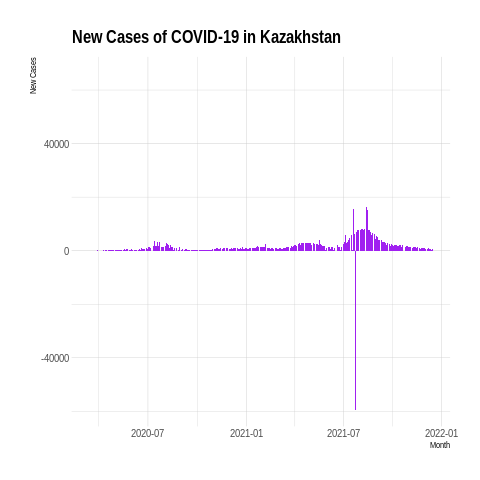 New Cases of COVID-19 in Kazakhstan
New Cases
40000
0
-40000
2020-07
2021-01
2021-07
2022-01
Month